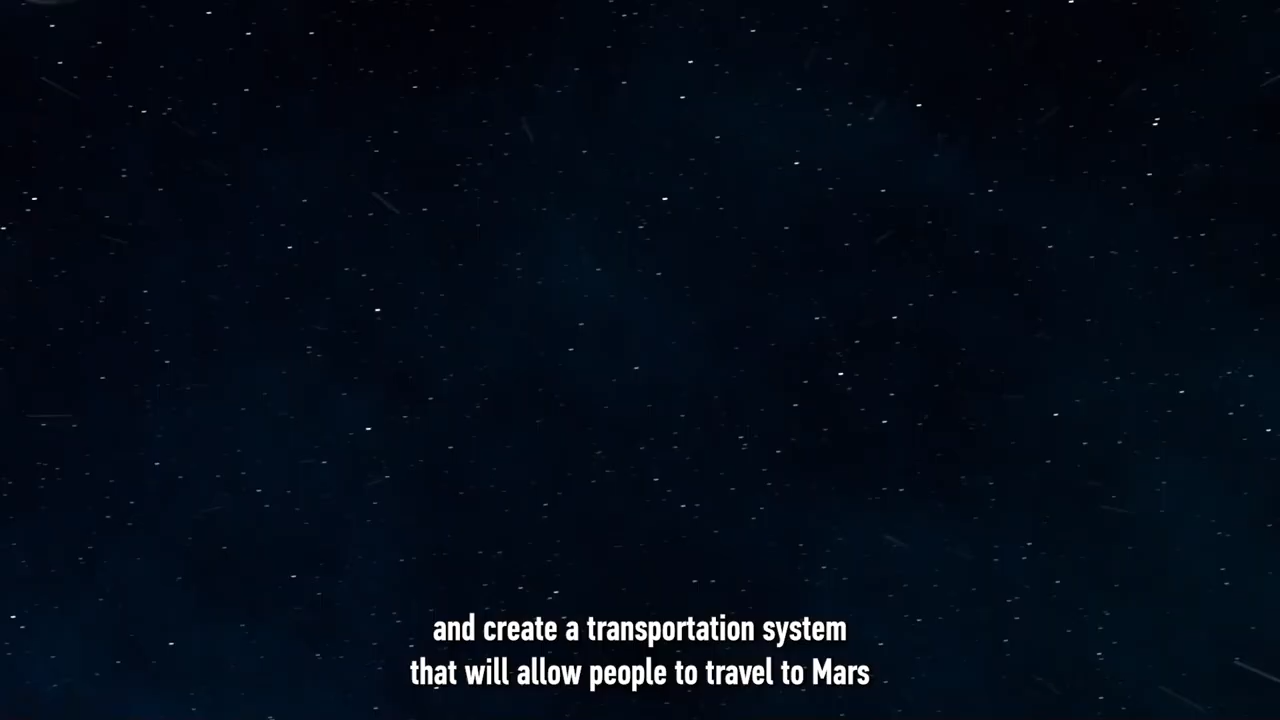 and create a transportation system
that will allow people to travel to Mars